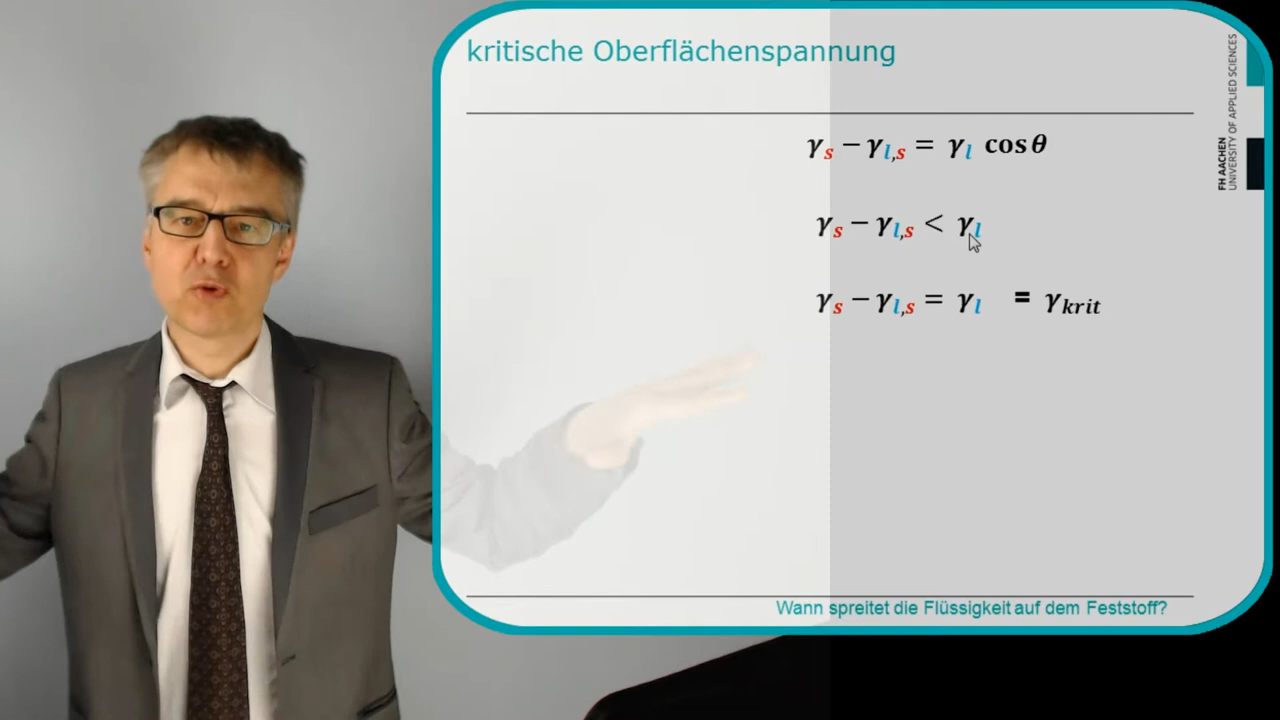 kritische Oberflächenspannung
γs − γl,s = γl cos θ
γs − γl,s < γl
γs − γl,s = γl = γkrit
Wann spreitet die Flüssigkeit auf dem Feststoff?
FH AACHEN
UNIVERSITY OF APPLIED SCIENCES